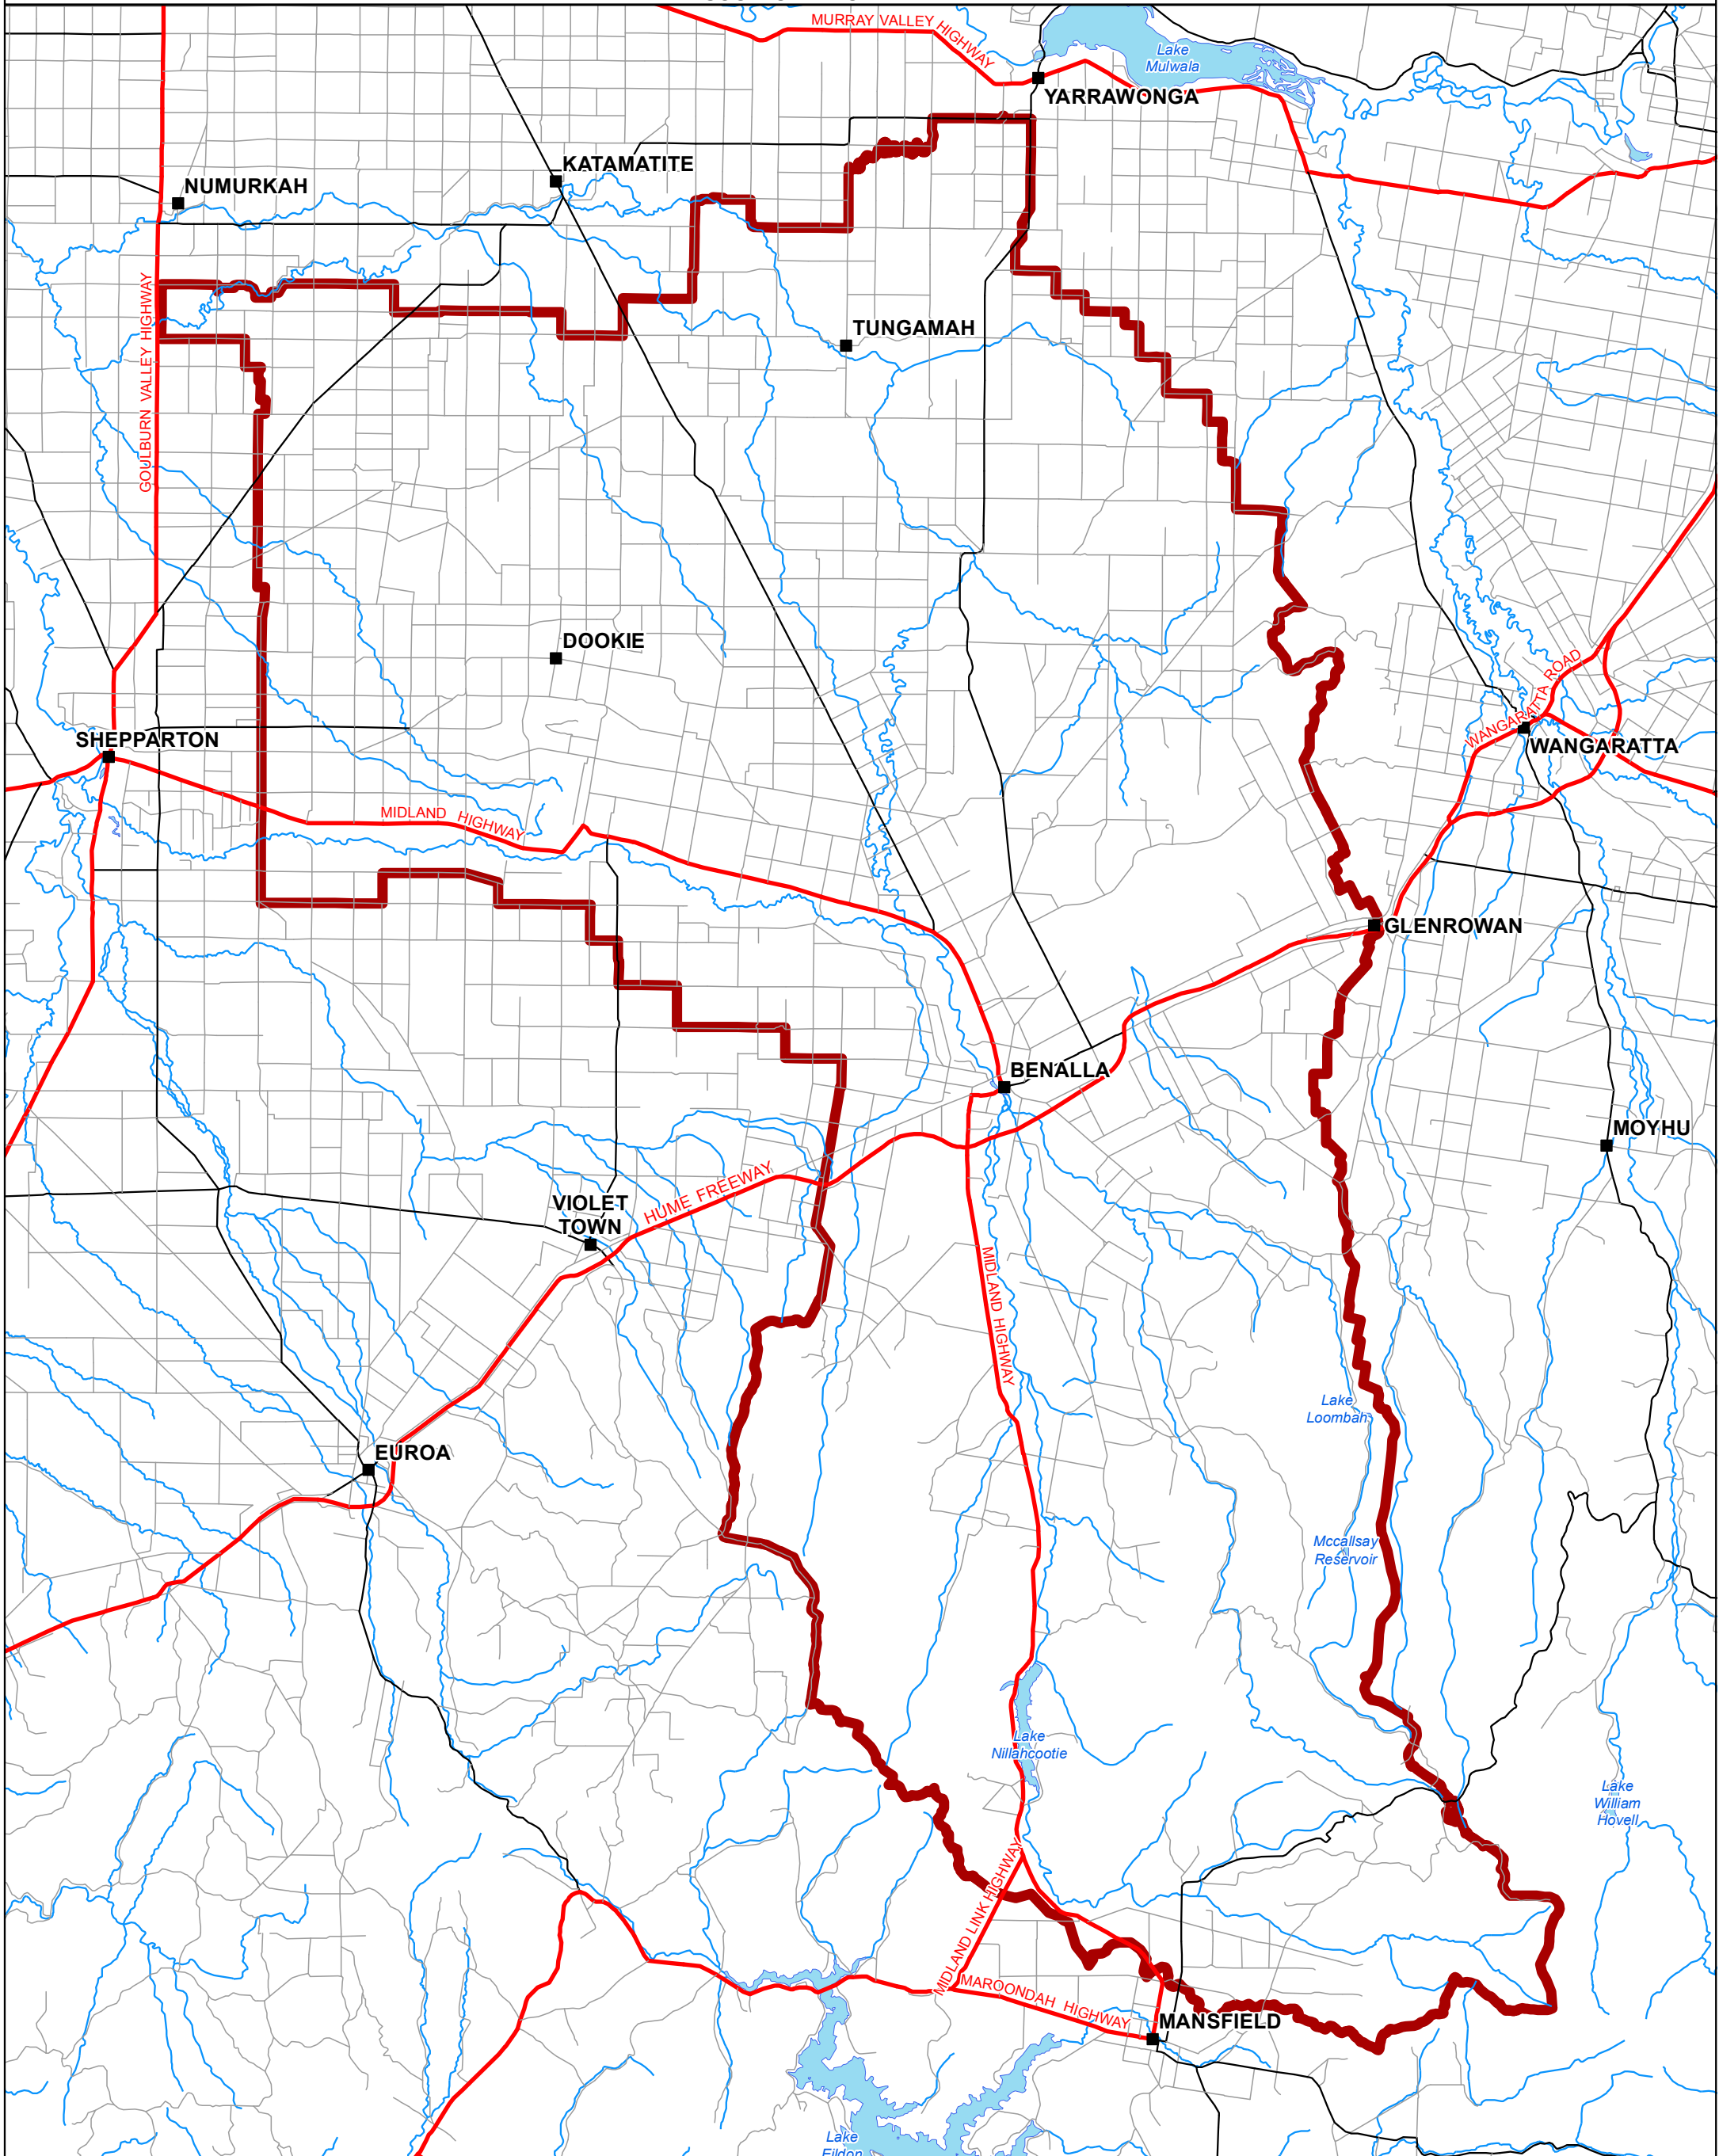 MURRAY VALLEY HIGHWAY
Lake
Mulwala
YARRAWONGA
KATAMATITE
NUMURKAH
GOULBURN VALLEY HIGHWAY
TUNGAMAH
DOOKIE
SHEPPARTON
WANGARATTA ROAD
WANGARATTA
MIDLAND HIGHWAY
GLENROWAN
BENALLA
MOYHU
HUME FREEWAY
VIOLET
TOWN
MIDLAND HIGHWAY
Lake
Loombah
EUROA
Mccallsay
Reservoir
Lake
Nillahcootie
Lake
William
Hovell
MIDLAND LINK HIGHWAY
MAROONDAH HIGHWAY
MANSFIELD
Lake
Eildon